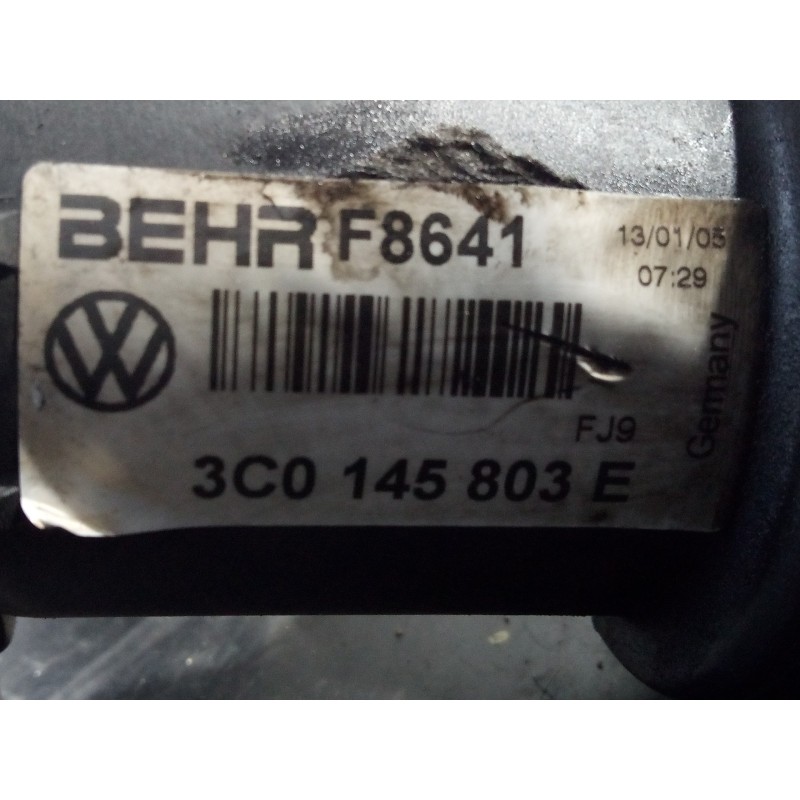 BEHR F8641
13/01/05
07:29
Germany
FJ9
3C0 145 803 E